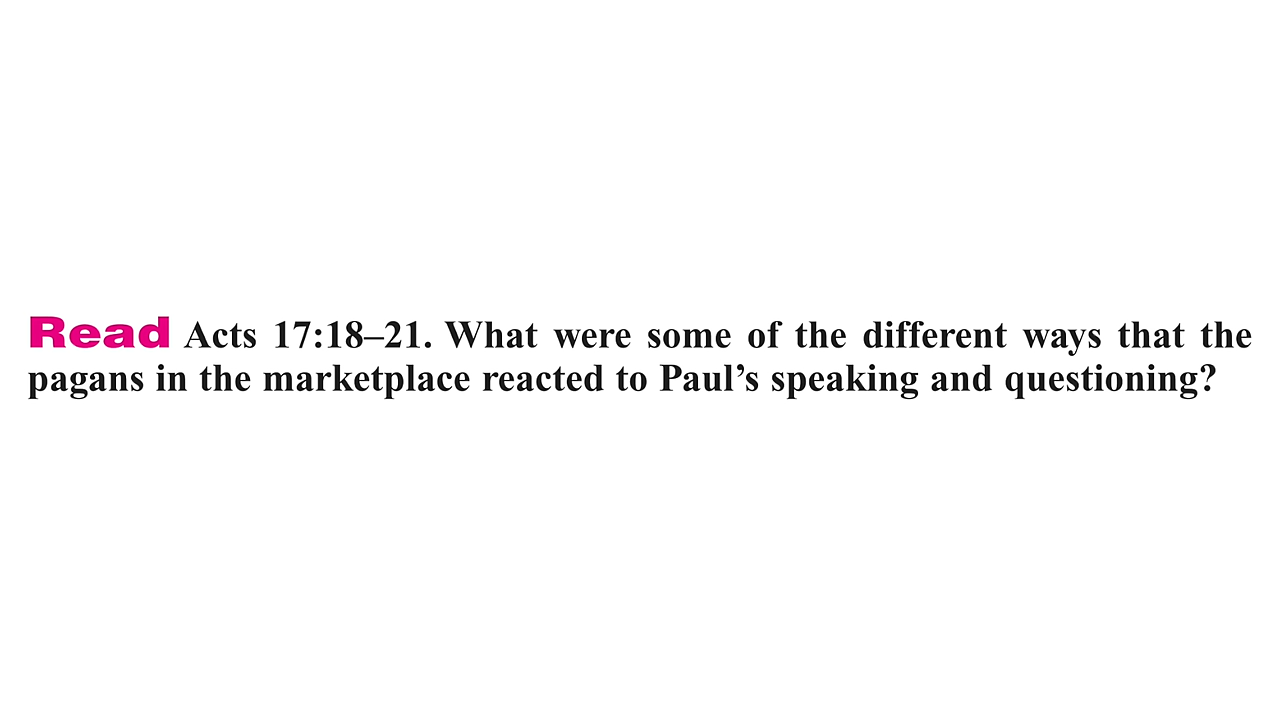 Read Acts 17:18–21. What were some of the different ways that the
pagans in the marketplace reacted to Paul’s speaking and questioning?